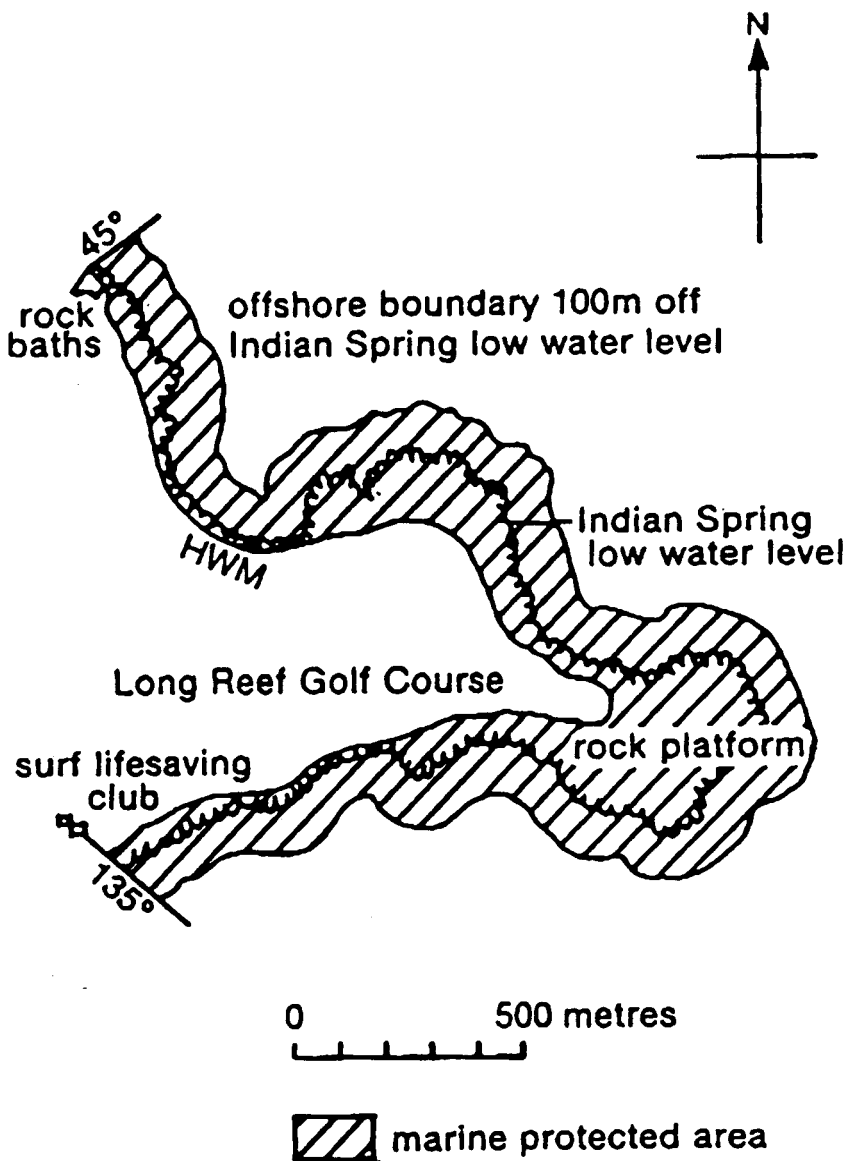 N
45°
rock
baths
offshore boundary 100m off
Indian Spring low water level
HWM
Indian Spring
low water level
Long Reef Golf Course
rock platform
surf lifesaving
club
135°
0 500 metres
marine protected area